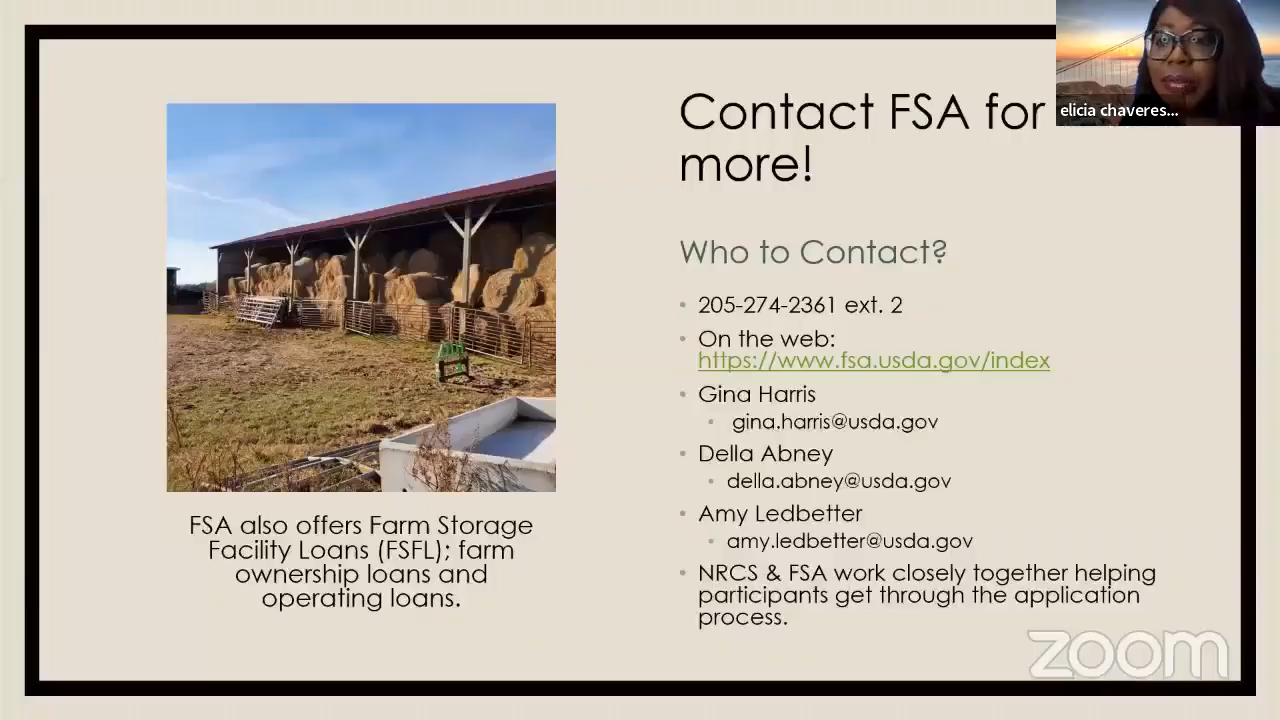 elicia chaveres...
Contact FSA for
more!
Who to Contact?
205-274-2361 ext. 2
On the web:
https://www.fsa.usda.gov/index
Gina Harris
gina.harris@usda.gov
Della Abney
della.abney@usda.gov
Amy Ledbetter
amy.ledbetter@usda.gov
NRCS & FSA work closely together helping
participants get through the application
process.
FSA also offers Farm Storage
Facility Loans (FSFL); farm
ownership loans and
operating loans.
zoom